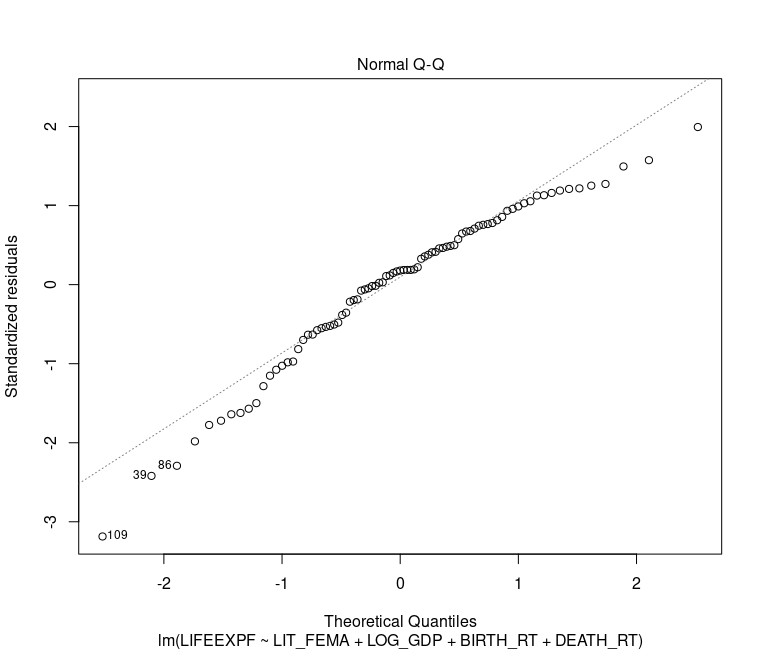 Normal Q-Q
Standardized residuals
2
1
0
-1
-2
-3
86
39
109
-2 -1 0 1 2
Theoretical Quantiles
lm(LIFEEXPF ~ LIT_FEMA + LOG_GDP + BIRTH_RT + DEATH_RT)